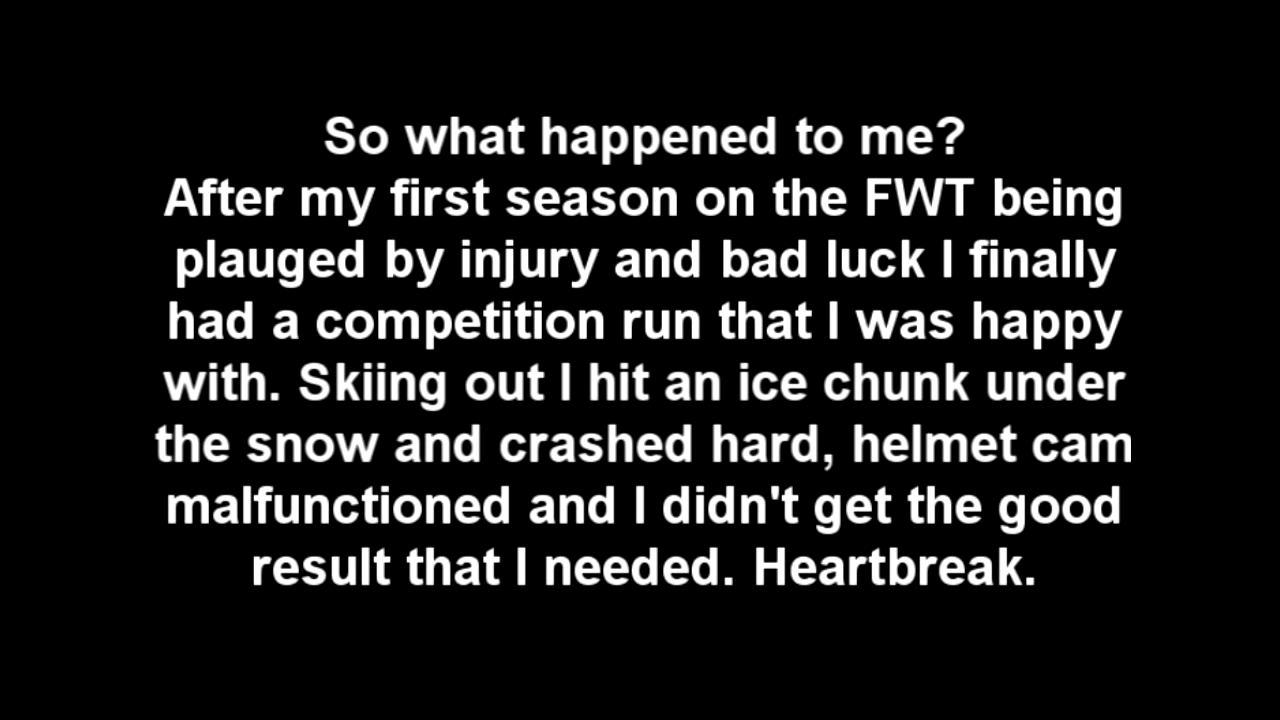 So what happened to me?
After my first season on the FWT being
plauged by injury and bad luck I finally
had a competition run that I was happy
with. Skiing out I hit an ice chunk under
the snow and crashed hard, helmet cam
malfunctioned and I didn't get the good
result that I needed. Heartbreak.